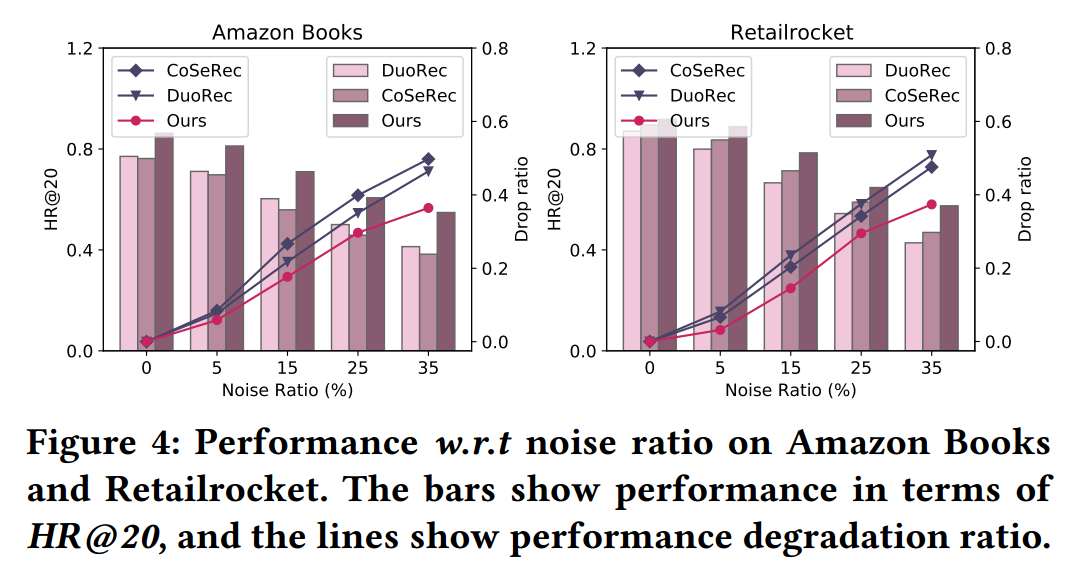 Amazon Books
1.2
0.8
0.4
0.0
HR@20
CoSeRec
DuoRec
Ours
DuoRec
CoSeRec
Ours
0.8
0.6
0.4
0.2
0.0
Drop ratio
0 5 15 25 35
Noise Ratio (%)
Retailrocket
1.2
0.8
0.4
0.0
HR@20
CoSeRec
DuoRec
Ours
DuoRec
CoSeRec
Ours
0.8
0.6
0.4
0.2
0.0
Drop ratio
0 5 15 25 35
Noise Ratio (%)
Figure 4: Performance w.r.t noise ratio on Amazon Books
and Retailrocket. The bars show performance in terms of
HR@20, and the lines show performance degradation ratio.